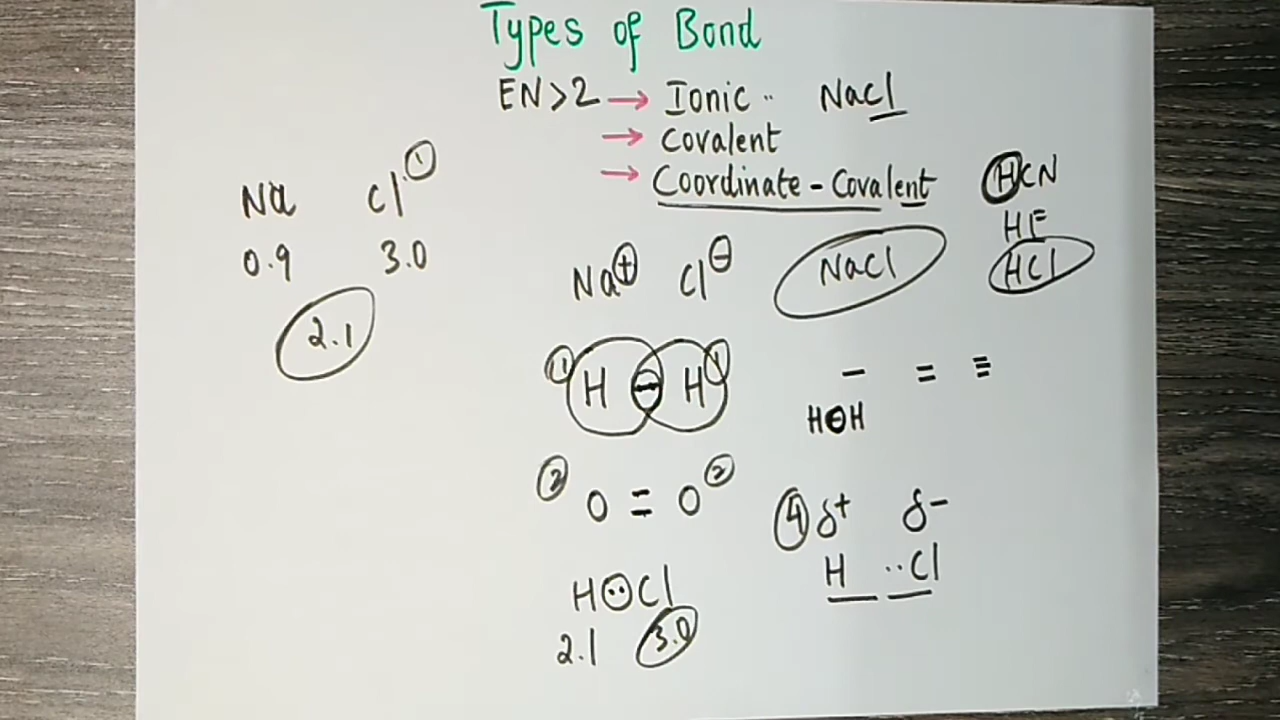 Types of Bond
EN>2 → Ionic ·· NaCl
→ Covalent
→ Coordinate - Covalent
HCN
HF
HCl
Na Cl ①
0.9 3.0
2.1
Na⊕ Cl⊖ NaCl
① H − H ①
− = ≡
H−H
② O = O ②
H ·· Cl
2.1 3.0
④ δ+ δ−
H ·· Cl